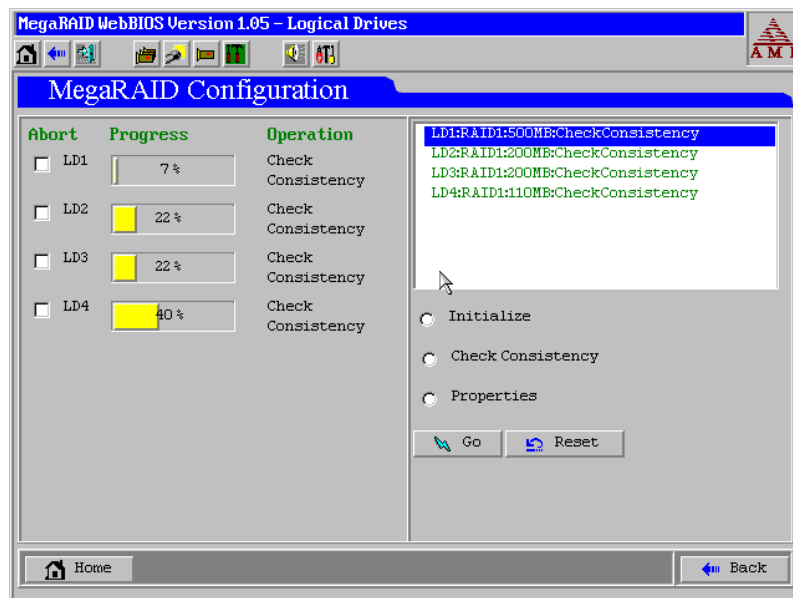 MegaRAID WebBIOS Version 1.05 – Logical Drives
AMI
MegaRAID Configuration
Abort Progress Operation
LD1 7 % Check
Consistency
LD2 22 % Check
Consistency
LD3 22 % Check
Consistency
LD4 40 % Check
Consistency
LD1:RAID1:500MB:CheckConsistency
LD2:RAID1:200MB:CheckConsistency
LD3:RAID1:200MB:CheckConsistency
LD4:RAID1:110MB:CheckConsistency
Initialize
Check Consistency
Properties
Go Reset
Home Back